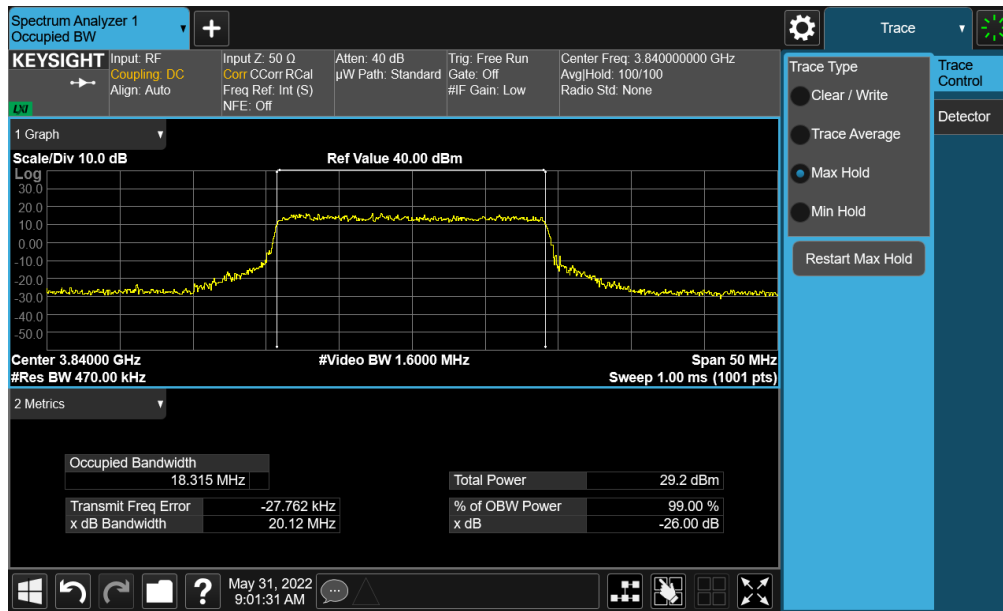 Spectrum Analyzer 1
Occupied BW
+
Trace
KEYSIGHT
LXI
Input: RF
Coupling: DC
Align: Auto
Input Z: 50 Ω
Corr CCorr RCal
Freq Ref: Int (S)
NFE: Off
Atten: 40 dB
µW Path: Standard
Trig: Free Run
Gate: Off
#IF Gain: Low
Center Freq: 3.840000000 GHz
Avg|Hold: 100/100
Radio Std: None
Trace Type
Clear / Write
Trace Average
Max Hold
Min Hold
Restart Max Hold
Trace
Control
Detector
1 Graph
Scale/Div 10.0 dB
Ref Value 40.00 dBm
Log
30.0
20.0
10.0
0.00
-10.0
-20.0
-30.0
-40.0
-50.0
Center 3.84000 GHz
#Video BW 1.6000 MHz
Span 50 MHz
#Res BW 470.00 kHz
Sweep 1.00 ms (1001 pts)
2 Metrics
Occupied Bandwidth
18.315 MHz
Total Power 29.2 dBm
Transmit Freq Error -27.762 kHz
% of OBW Power 99.00 %
x dB Bandwidth 20.12 MHz
x dB -26.00 dB
?
May 31, 2022
9:01:31 AM